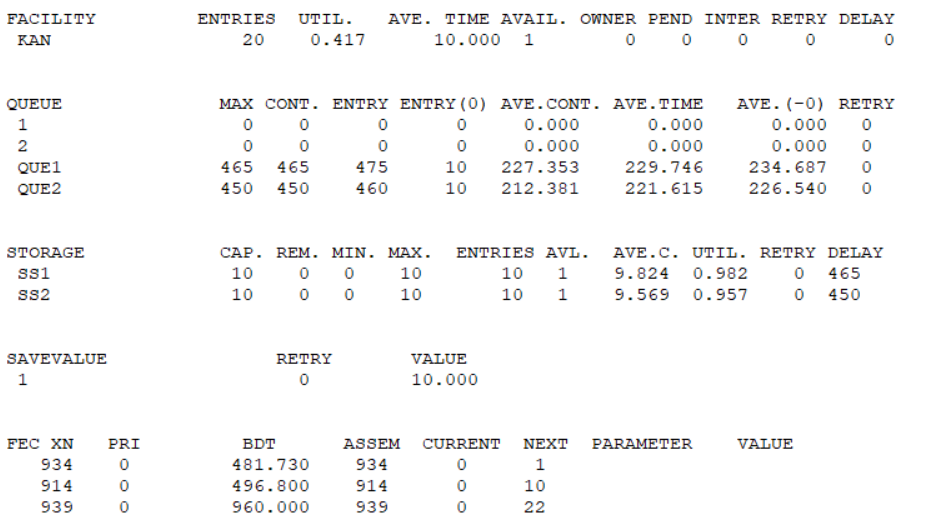 FACILITY ENTRIES UTIL. AVE. TIME AVAIL. OWNER PEND INTER RETRY DELAY
KAN 20 0.417 10.000 1 0 0 0 0 0
QUEUE MAX CONT. ENTRY ENTRY(0) AVE.CONT. AVE.TIME AVE.(-0) RETRY
1 0 0 0 0 0.000 0.000 0.000 0
2 0 0 0 0 0.000 0.000 0.000 0
QUE1 465 465 475 10 227.353 229.746 234.687 0
QUE2 450 450 460 10 212.381 221.615 226.540 0
STORAGE CAP. REM. MIN. MAX. ENTRIES AVL. AVE.C. UTIL. RETRY DELAY
SS1 10 0 0 10 10 1 9.824 0.982 0 465
SS2 10 0 0 10 10 1 9.569 0.957 0 450
SAVEVALUE RETRY VALUE
1 0 10.000
FEC XN PRI BDT ASSEM CURRENT NEXT PARAMETER VALUE
934 0 481.730 934 0 1
914 0 496.800 914 0 10
939 0 960.000 939 0 22